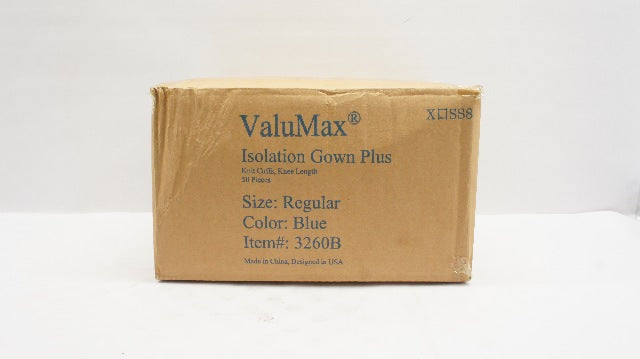 ValuMax®
Isolation Gown Plus
Knit Cuffs, Knee Length
50 Pieces
Size: Regular
Color: Blue
Item#: 3260B
Made in China, Designed in USA